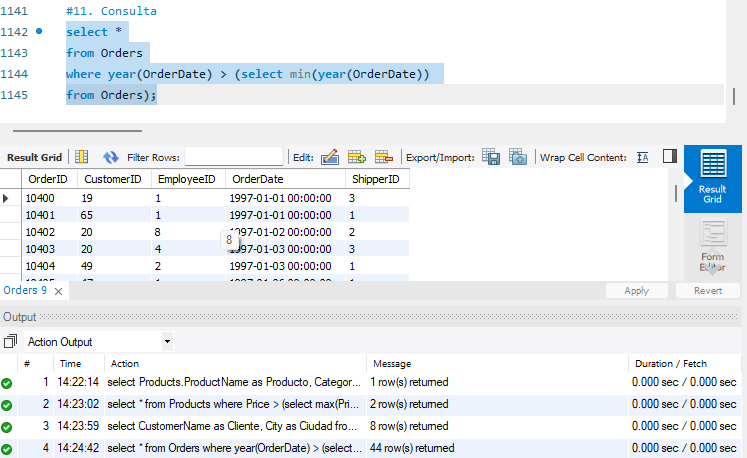 1141 #11. Consulta
1142 select *
1143 from Orders
1144 where year(OrderDate) > (select min(year(OrderDate))
1145 from Orders);
Result Grid Filter Rows: Edit: Export/Import: Wrap Cell Content: IA
OrderID CustomerID EmployeeID OrderDate ShipperID
10400 19 1 1997-01-01 00:00:00 3
10401 65 1 1997-01-01 00:00:00 1
10402 20 8 1997-01-02 00:00:00 2
10403 20 4 1997-01-03 00:00:00 3
8
10404 49 2 1997-01-03 00:00:00 1
Result
Grid
Form
Editor
Orders 9 Apply Revert
Output
Action Output
# Time Action Message Duration / Fetch
1 14:22:14 select Products.ProductName as Producto, Categor... 1 row(s) returned 0.000 sec / 0.000 sec
2 14:23:02 select * from Products where Price > (select max(Pri... 2 row(s) returned 0.000 sec / 0.000 sec
3 14:23:59 select CustomerName as Cliente, City as Ciudad fro... 8 row(s) returned 0.000 sec / 0.000 sec
4 14:24:42 select * from Orders where year(OrderDate) > (select... 44 row(s) returned 0.000 sec / 0.000 sec